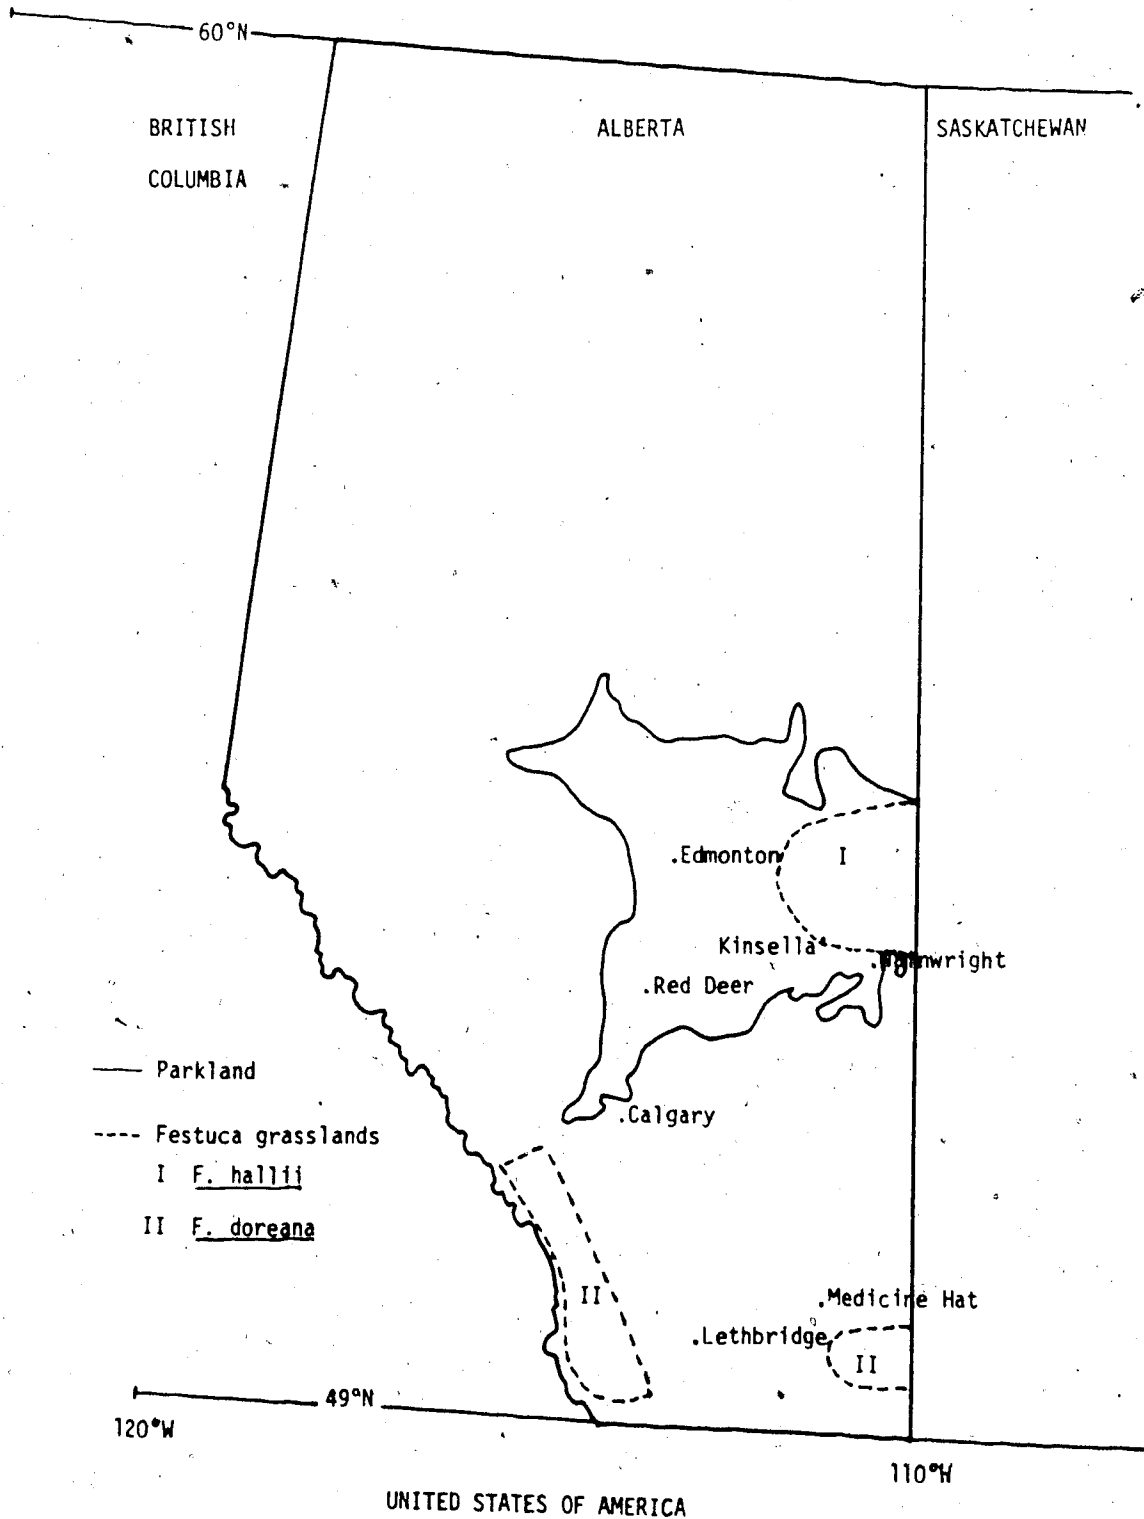 60°N
BRITISH
COLUMBIA
ALBERTA
SASKATCHEWAN
.Edmonton
I
Kinsella
.Wainwright
.Red Deer
Parkland
.Calgary
Festuca grasslands
I F. hallii
II F. doreana
II
.Medicine Hat
.Lethbridge
II
49°N
120°W
110°W
UNITED STATES OF AMERICA